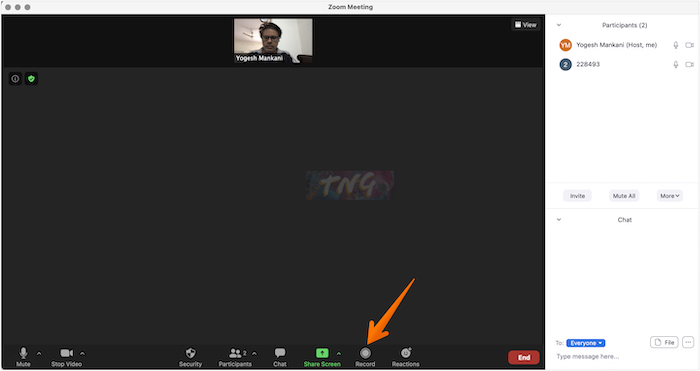 Zoom Meeting
View
Yogesh Mankani
TNG
Participants (2)
YM Yogesh Mankani (Host, me)
2 228493
Invite Mute All More
Chat
To: Everyone File
Type message here...
Mute Stop Video Security Participants 2 Chat Share Screen Record Reactions End